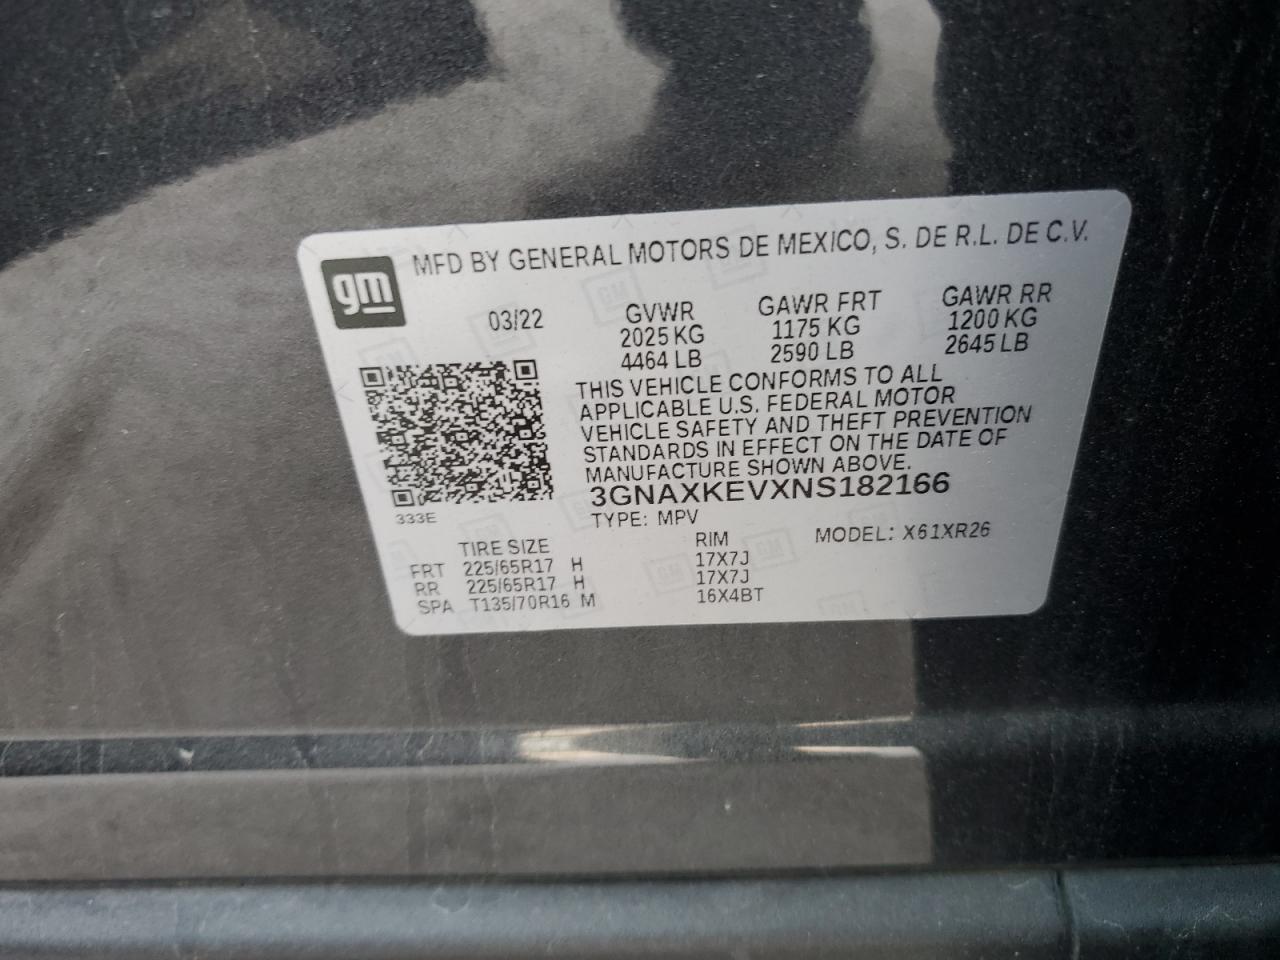 gm
MFD BY GENERAL MOTORS DE MEXICO, S. DE R.L. DE C.V.
03/22 GVWR GAWR FRT GAWR RR
2025 KG 1175 KG 1200 KG
4464 LB 2590 LB 2645 LB
THIS VEHICLE CONFORMS TO ALL
APPLICABLE U.S. FEDERAL MOTOR
VEHICLE SAFETY AND THEFT PREVENTION
STANDARDS IN EFFECT ON THE DATE OF
MANUFACTURE SHOWN ABOVE.
3GNAXKEVXNS182166
333E
TYPE: MPV
MODEL: X61XR26
TIRE SIZE RIM
FRT 225/65R17 H 17X7J
RR 225/65R17 H 17X7J
SPA T135/70R16 M 16X4BT